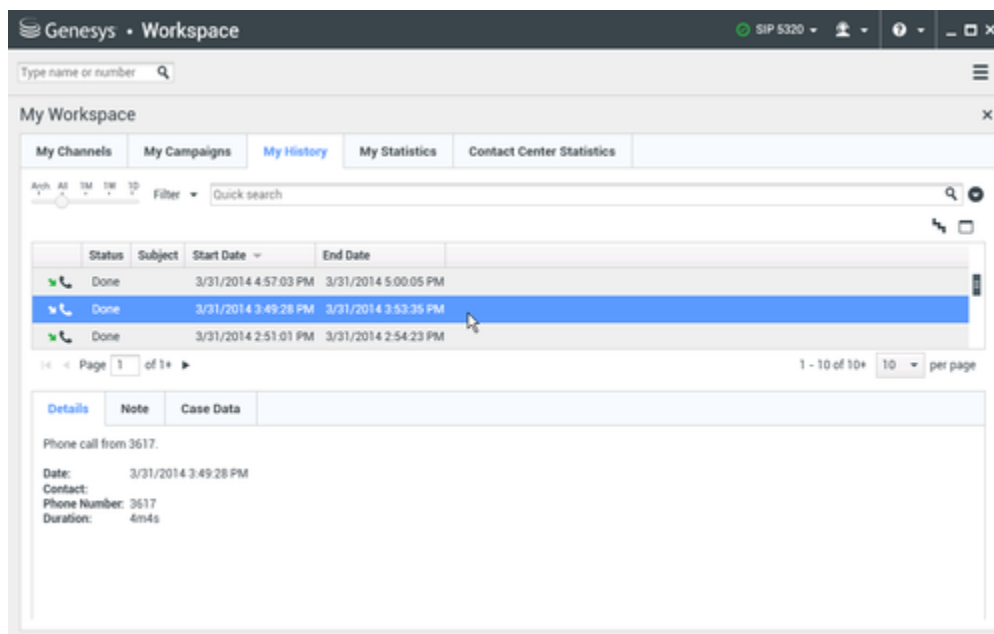 Genesys • Workspace
SIP 5320
Type name or number
My Workspace
My Channels My Campaigns My History My Statistics Contact Center Statistics
Arch All 1M 1W 1D Filter Quick search
Status Subject Start Date End Date
Done 3/31/2014 4:57:03 PM 3/31/2014 5:00:05 PM
Done 3/31/2014 3:49:28 PM 3/31/2014 3:53:35 PM
Done 3/31/2014 2:51:01 PM 3/31/2014 2:54:23 PM
Page 1 of 1+ 1 - 10 of 10+ 10 per page
Details Note Case Data
Phone call from 3617.
Date: 3/31/2014 3:49:28 PM
Contact:
Phone Number: 3617
Duration: 4m4s